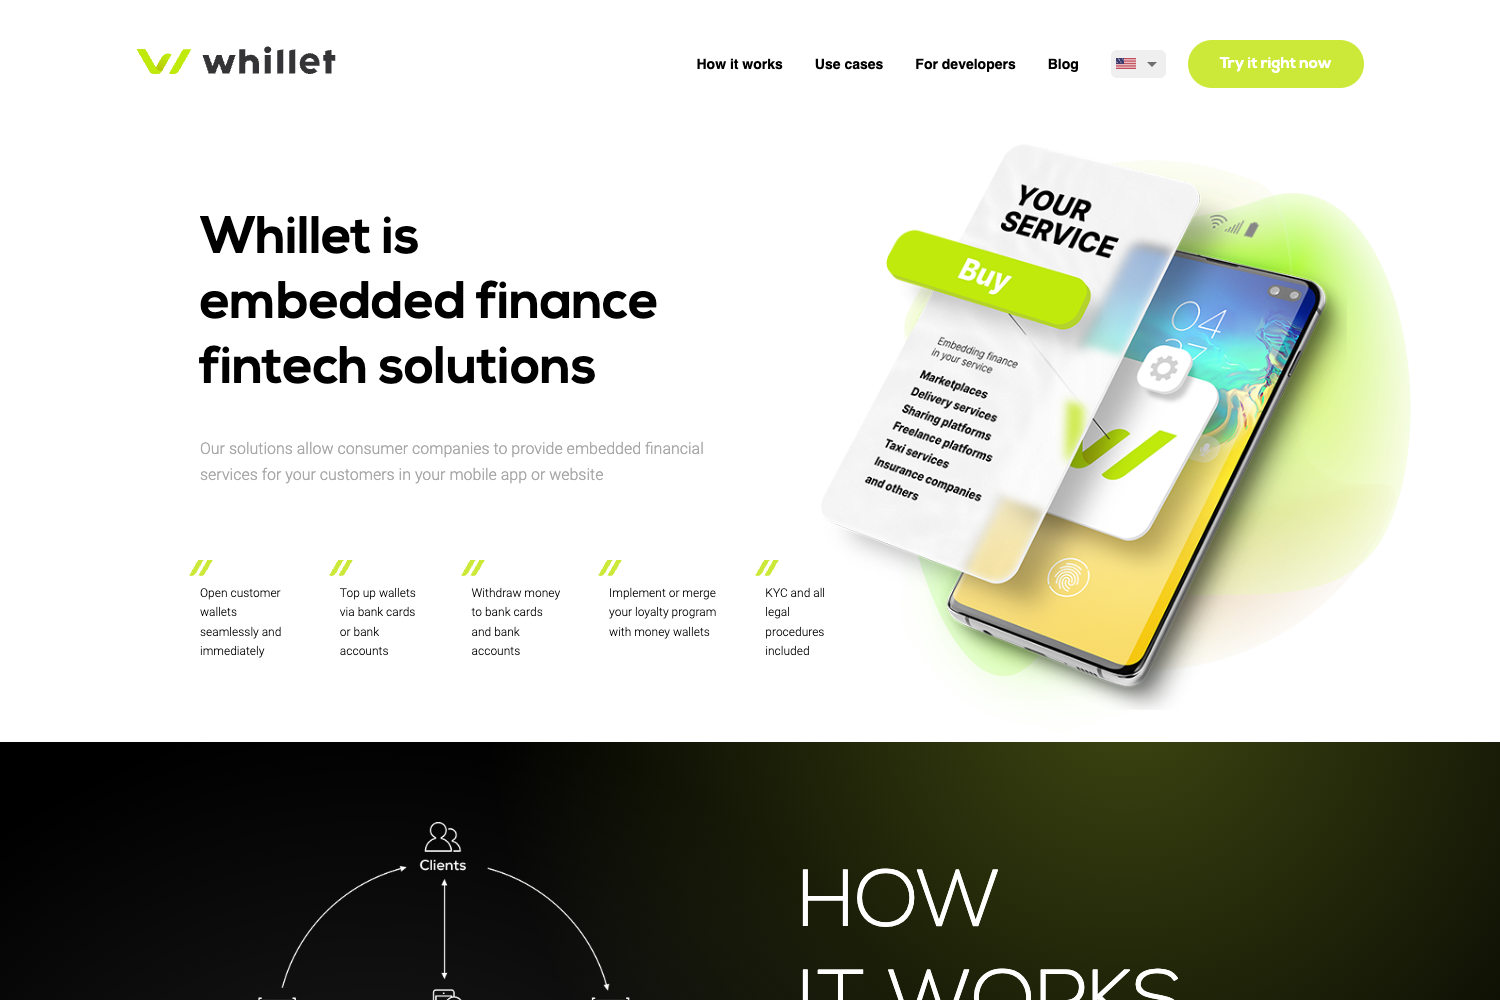 whillet
How it works
Use cases
For developers
Blog
Try it right now
Whillet is
embedded finance
fintech solutions
Our solutions allow consumer companies to provide embedded financial
services for your customers in your mobile app or website
Open customer
wallets
seamlessly and
immediately
Top up wallets
via bank cards
or bank
accounts
Withdraw money
to bank cards
and bank
accounts
Implement or merge
your loyalty program
with money wallets
KYC and all
legal
procedures
included
YOUR
SERVICE
Buy
Embedding finance
in your service
Marketplaces
Delivery services
Sharing platforms
Freelance platforms
Taxi services
Insurance companies
and others
04
Clients
HOW
IT WORKS